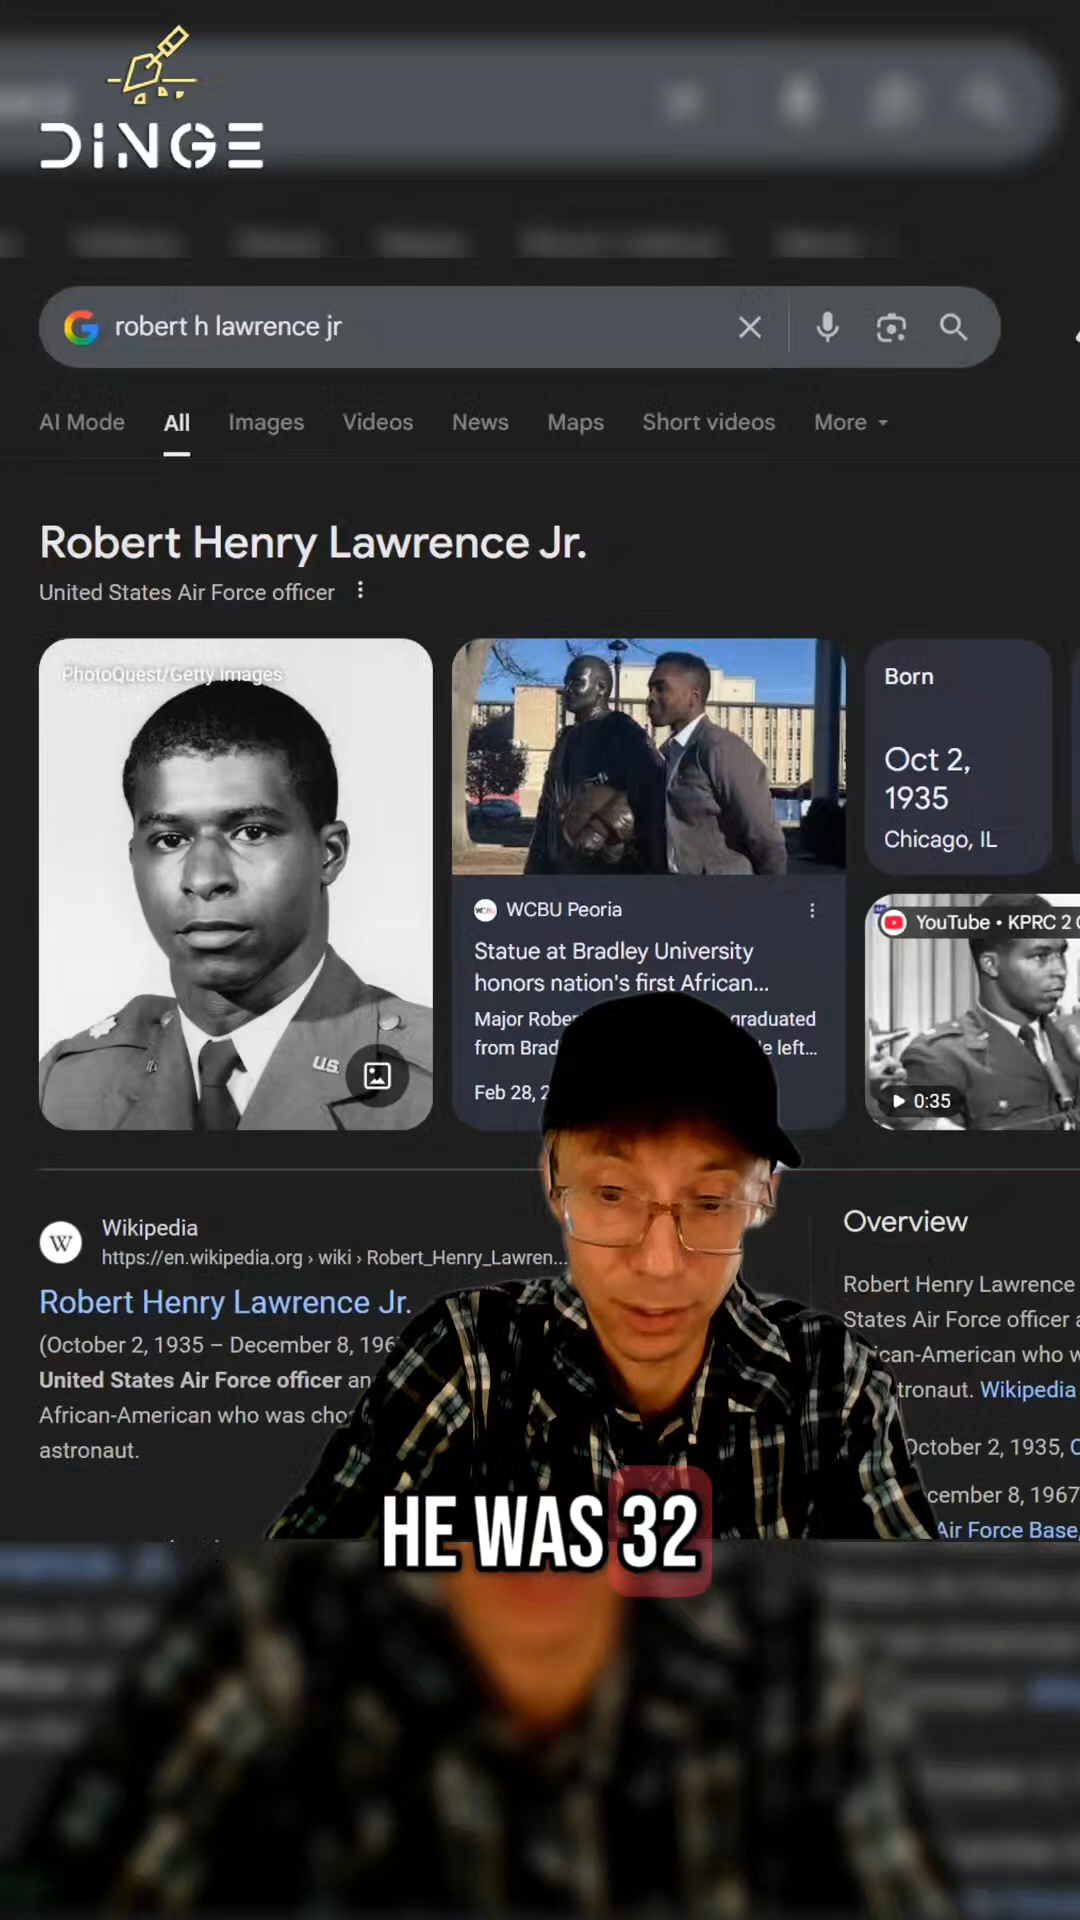 DINGE
robert h lawrence jr
AI Mode
All
Images
Videos
News
Maps
Short videos
More
Robert Henry Lawrence Jr.
United States Air Force officer
PhotoQuest/Getty Images
U.S.
WCBU Peoria
Statue at Bradley University
honors nation's first African...
Major Rober
graduated
from Brad
le left...
Feb 28, 2
Born
Oct 2,
1935
Chicago, IL
YouTube • KPRC 2
0:35
Wikipedia
https://en.wikipedia.org › wiki › Robert_Henry_Lawren...
Robert Henry Lawrence Jr.
(October 2, 1935 – December 8, 196
United States Air Force officer an
African-American who was cho
astronaut.
Overview
Robert Henry Lawrence
States Air Force officer
ican-American who w
tronaut. Wikipedia
October 2, 1935,
cember 8, 1967
Air Force Base,
HE WAS 32